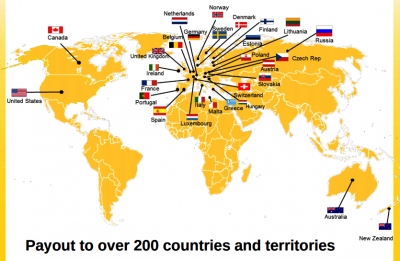 Norway
Netherlands
Denmark
Germany
Sweden
Finland
Lithuania
Belgium
Canada
Estonia
Russia
United Kingdom
Poland
Czech Rep
Ireland
Austria
Slovakia
France
Switzerland
United States
Portugal
Italy
Greece
Hungary
Malta
Spain
Luxembourg
Australia
New Zealand
Payout to over 200 countries and territories